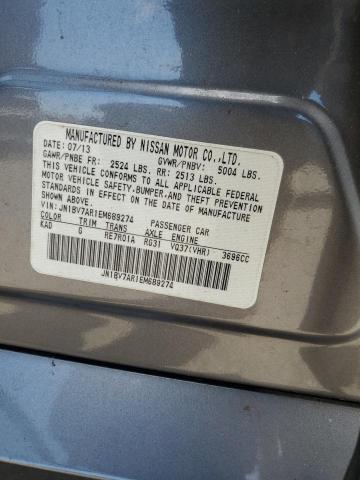 MANUFACTURED BY NISSAN MOTOR CO.,LTD.
DATE: 07/13 GVWR/PNBV: 5004 LBS.
GAWR/PNBE FR: 2524 LBS. RR: 2513 LBS.
THIS VEHICLE CONFORMS TO ALL APPLICABLE FEDERAL
MOTOR VEHICLE SAFETY,BUMPER,AND THEFT PREVENTION
STANDARDS IN EFFECT ON THE DATE OF MANUFACTURE
SHOWN ABOVE.
VIN: JN1BV7AR1EM689274 PASSENGER CAR
COLOR TRIM TRANS AXLE ENGINE
KAD G RE7R01A RG31 VQ37(VHR) 3696CC
JN1BV7AR1EM689274